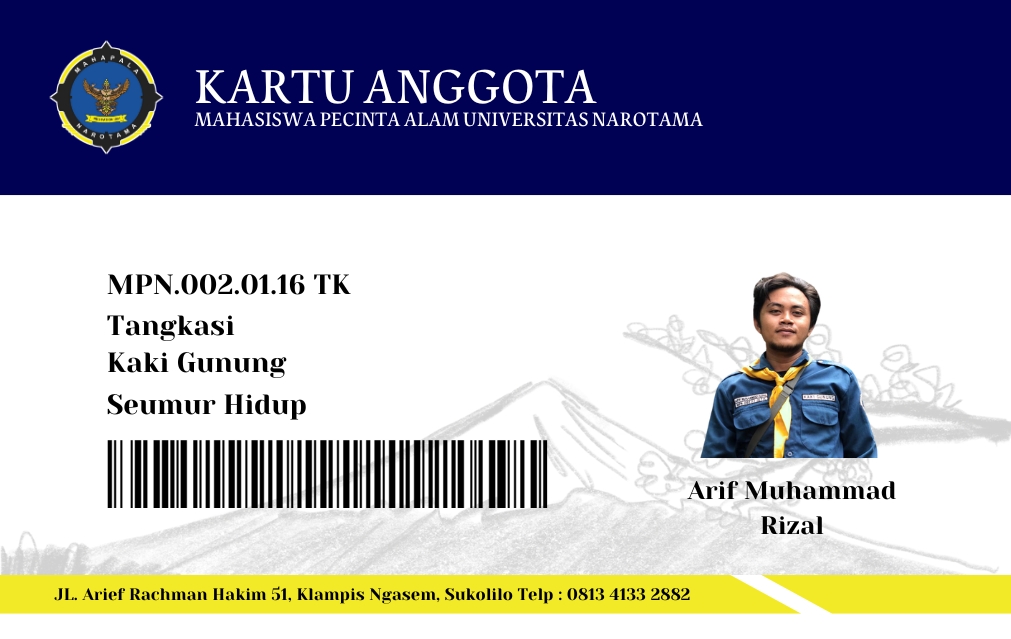 MAHAPALA
NAROTAMA
KARTU ANGGOTA
MAHASISWA PECINTA ALAM UNIVERSITAS NAROTAMA
MPN.002.01.16 TK
Tangkasi
Kaki Gunung
Seumur Hidup
Arif Muhammad
Rizal
JL. Arief Rachman Hakim 51, Klampis Ngasem, Sukolilo Telp : 0813 4133 2882